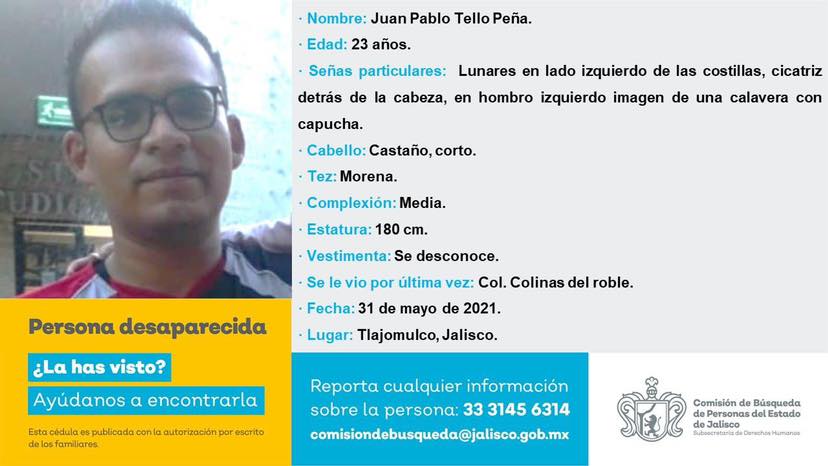 · Nombre: Juan Pablo Tello Peña.
· Edad: 23 años.
· Señas particulares: Lunares en lado izquierdo de las costillas, cicatriz
detrás de la cabeza, en hombro izquierdo imagen de una calavera con
capucha.
· Cabello: Castaño, corto.
· Tez: Morena.
· Complexión: Media.
· Estatura: 180 cm.
· Vestimenta: Se desconoce.
· Se le vio por última vez: Col. Colinas del roble.
· Fecha: 31 de mayo de 2021.
· Lugar: Tlajomulco, Jalisco.
Persona desaparecida
¿La has visto?
Ayúdanos a encontrarla
Esta cédula es publicada con la autorización por escrito
de los familiares.
Reporta cualquier información
sobre la persona: 33 3145 6314
comisiondebusqueda@jalisco.gob.mx
Comisión de Búsqueda
de Personas del Estado
de Jalisco
Subsecretaría de Derechos Humanos